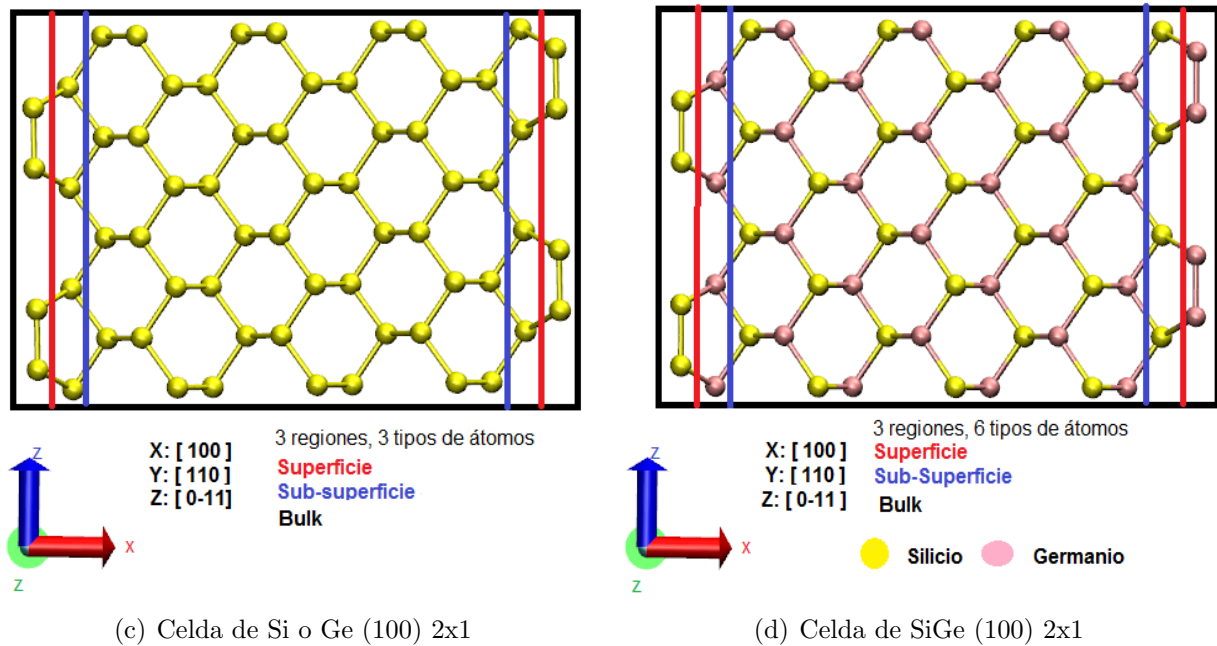 X: [ 100 ]
Y: [ 110 ]
Z: [ 0-11]
3 regiones, 3 tipos de átomos
Superficie
Sub-superficie
Bulk
Z
X
Z
(c) Celda de Si o Ge (100) 2x1
X: [ 100 ]
Y: [ 110 ]
Z: [ 0-11 ]
3 regiones, 6 tipos de átomos
Superficie
Sub-Superficie
Bulk
Silicio Germanio
Z
X
Z
(d) Celda de SiGe (100) 2x1